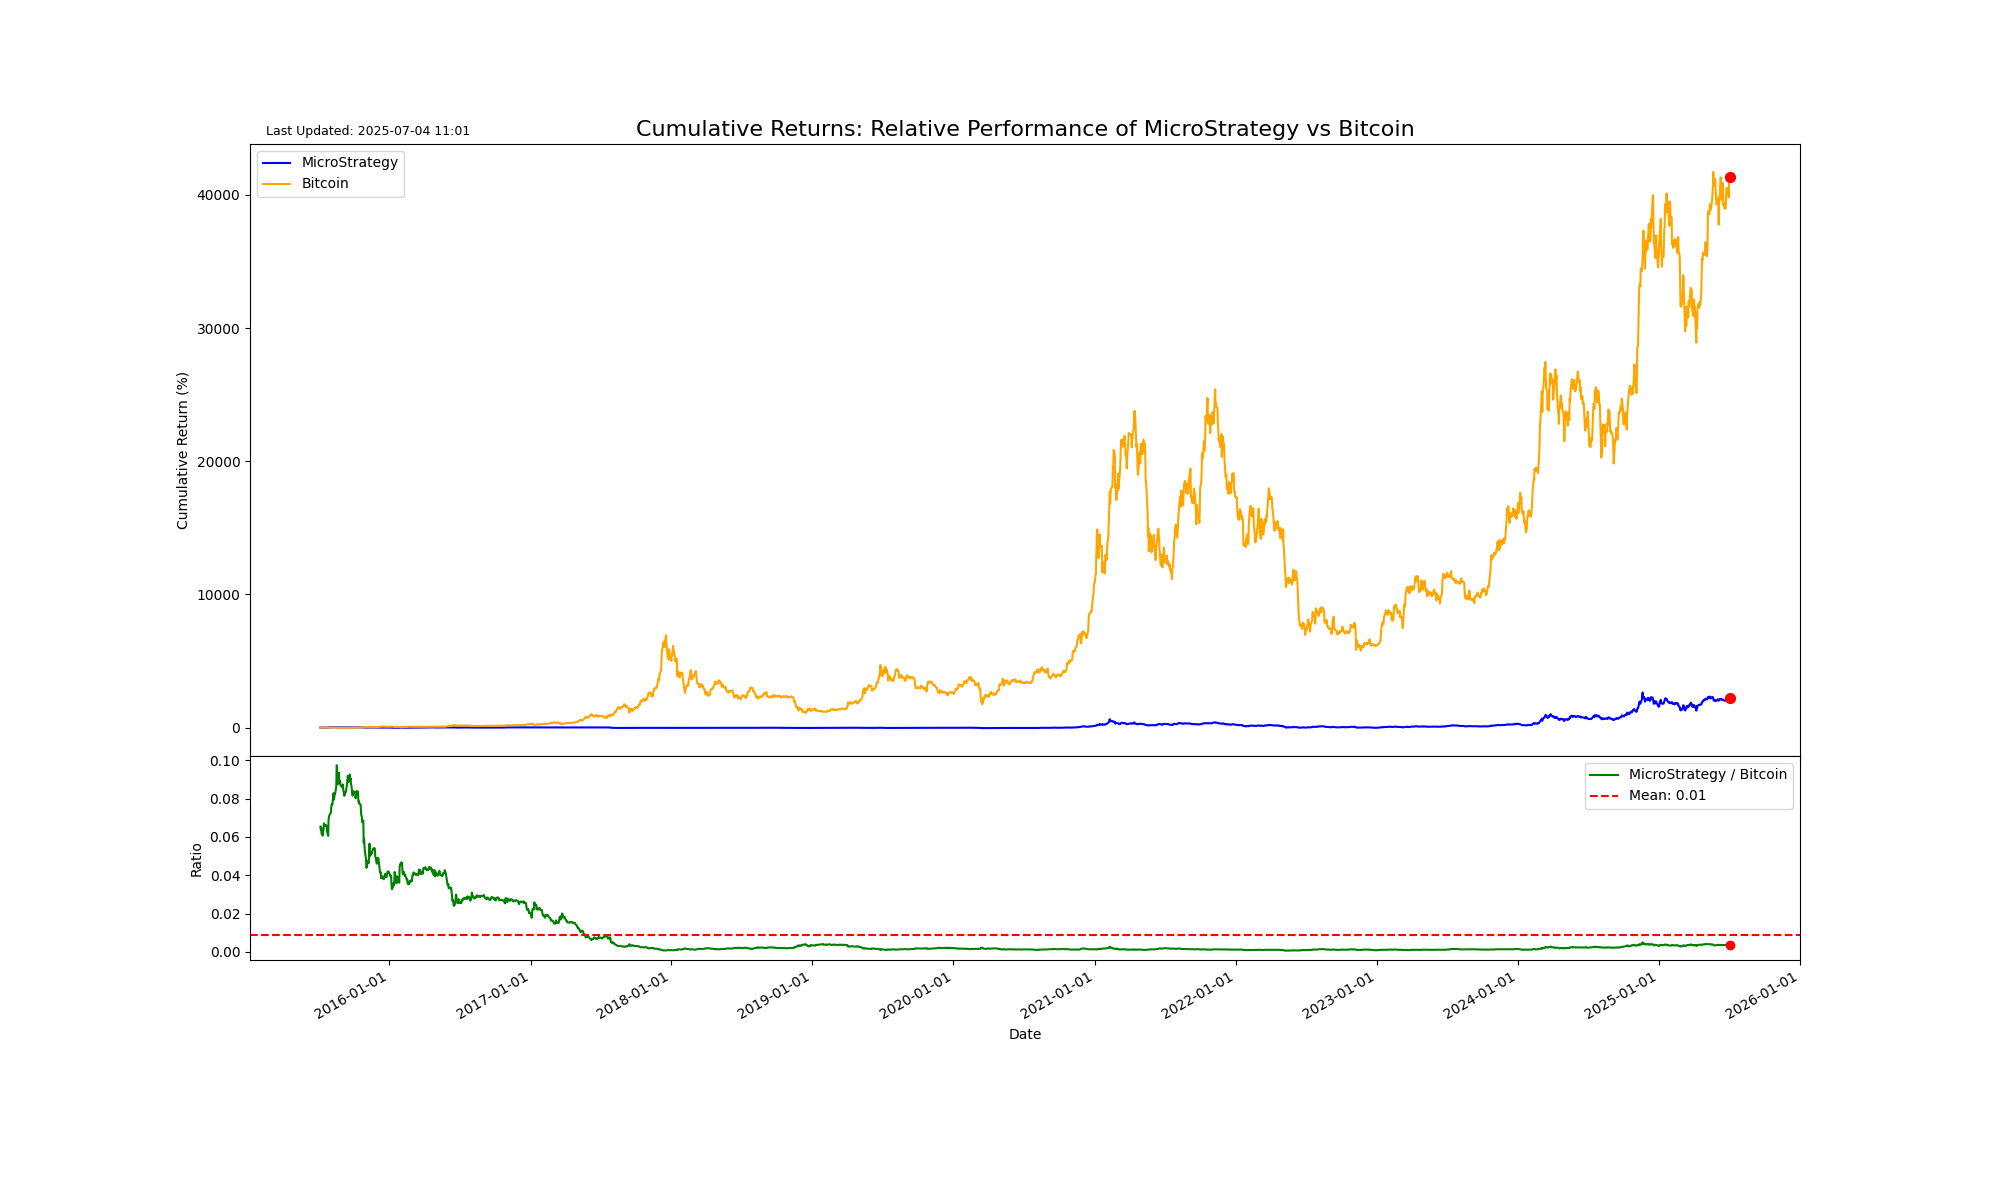 Last Updated: 2025-07-04 11:01
Cumulative Returns: Relative Performance of MicroStrategy vs Bitcoin
MicroStrategy
Bitcoin
40000
30000
20000
10000
0
Cumulative Return (%)
MicroStrategy / Bitcoin
Mean: 0.01
0.10
0.08
0.06
0.04
0.02
0.00
Ratio
2016-01-01
2017-01-01
2018-01-01
2019-01-01
2020-01-01
2021-01-01
2022-01-01
2023-01-01
2024-01-01
2025-01-01
2026-01-01
Date